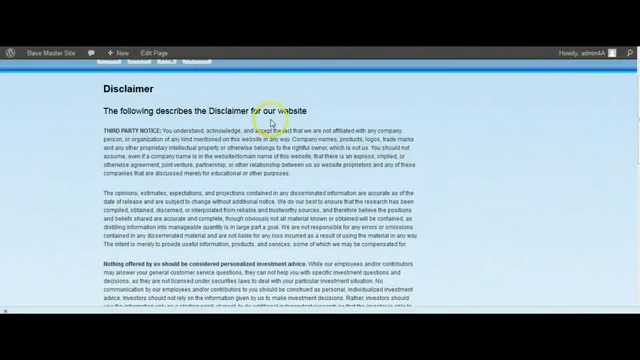 Base Master Site
New
Edit Page
Howdy, admin4A
Disclaimer
The following describes the Disclaimer for our website
THIRD PARTY NOTICE: You understand, acknowledge, and accept the fact that we are not affiliated with any company,
person, or organization of any kind mentioned on this website in any way. Company names, products, logos, trade marks
and any other proprietary intellectual property or otherwise belongs to the rightful owner, which is not us. You should not
assume, even if a company name is in the website/domain name of this website, that there is an express, implied, or
otherwise agreement, joint venture, partnership, or other relationship between us as website proprietors and any of these
companies that are discussed merely for educational or other purposes.
The opinions, estimates, expectations, and projections contained in any disseminated information are accurate as of the
date of release and are subject to change without additional notice. We do our best to ensure that the research has been
compiled, obtained, discerned, or interpolated from reliable and trustworthy sources, and therefore believe the positions
and beliefs shared are accurate and complete, though obviously not all material known or obtained will be contained, as
distilling information into manageable quantity is in large part a goal. We are not responsible for any errors or omissions
contained in any disseminated material and are not liable for any loss incurred as a result of using the material in any way.
The intent is merely to provide useful information, products, and services, some of which we may be compensated for.
Nothing offered by us should be considered personalized investment advice. While our employees and/or contributors
may answer your general customer service questions, they can not help you with specific investment questions and
decisions, as they are not licensed under securities laws to deal with your particular investment situation. No
communication by our employees and/or contributors to you should be construed as personal, individualized investment
advice. Investors should not rely on the information given by us to make investment decisions. Rather, investors should